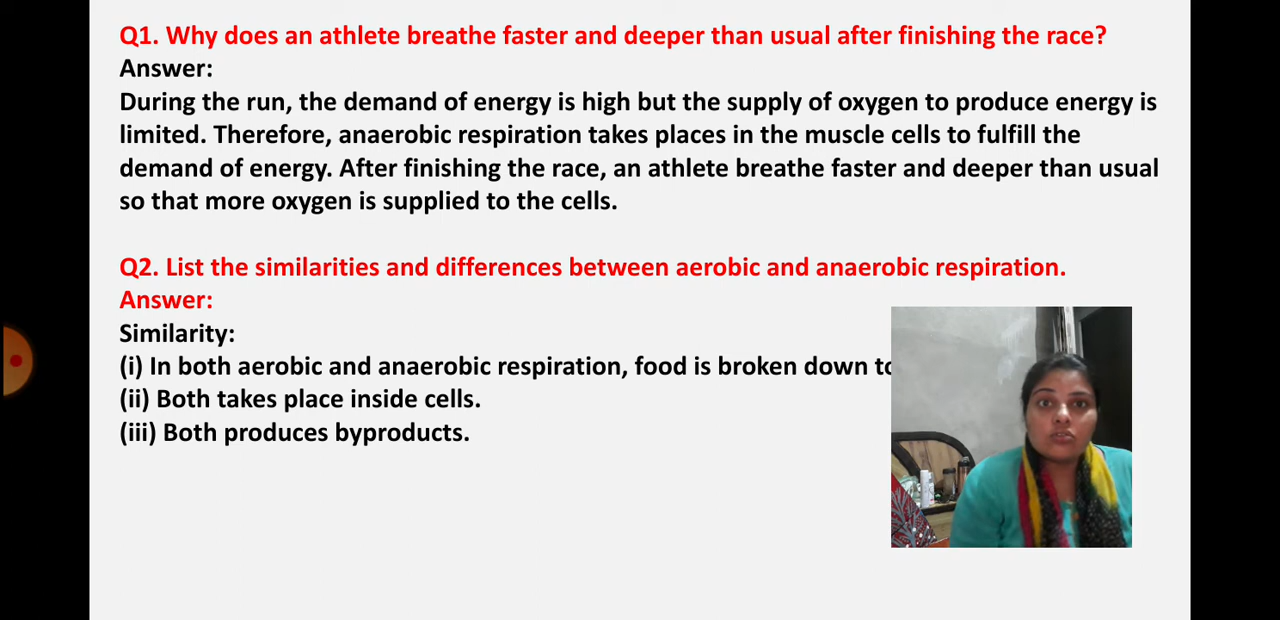 Q1. Why does an athlete breathe faster and deeper than usual after finishing the race?
Answer:
During the run, the demand of energy is high but the supply of oxygen to produce energy is
limited. Therefore, anaerobic respiration takes places in the muscle cells to fulfill the
demand of energy. After finishing the race, an athlete breathe faster and deeper than usual
so that more oxygen is supplied to the cells.
Q2. List the similarities and differences between aerobic and anaerobic respiration.
Answer:
Similarity:
(i) In both aerobic and anaerobic respiration, food is broken down
(ii) Both takes place inside cells.
(iii) Both produces byproducts.